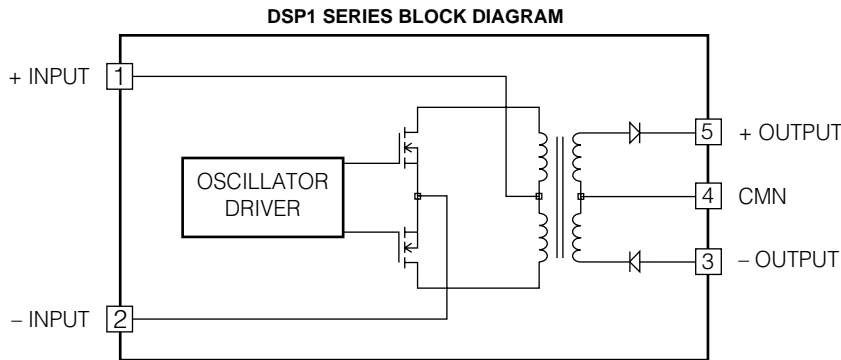 DSP1 SERIES BLOCK DIAGRAM
+ INPUT 1
5 + OUTPUT
OSCILLATOR
DRIVER
4 CMN
3 – OUTPUT
– INPUT 2